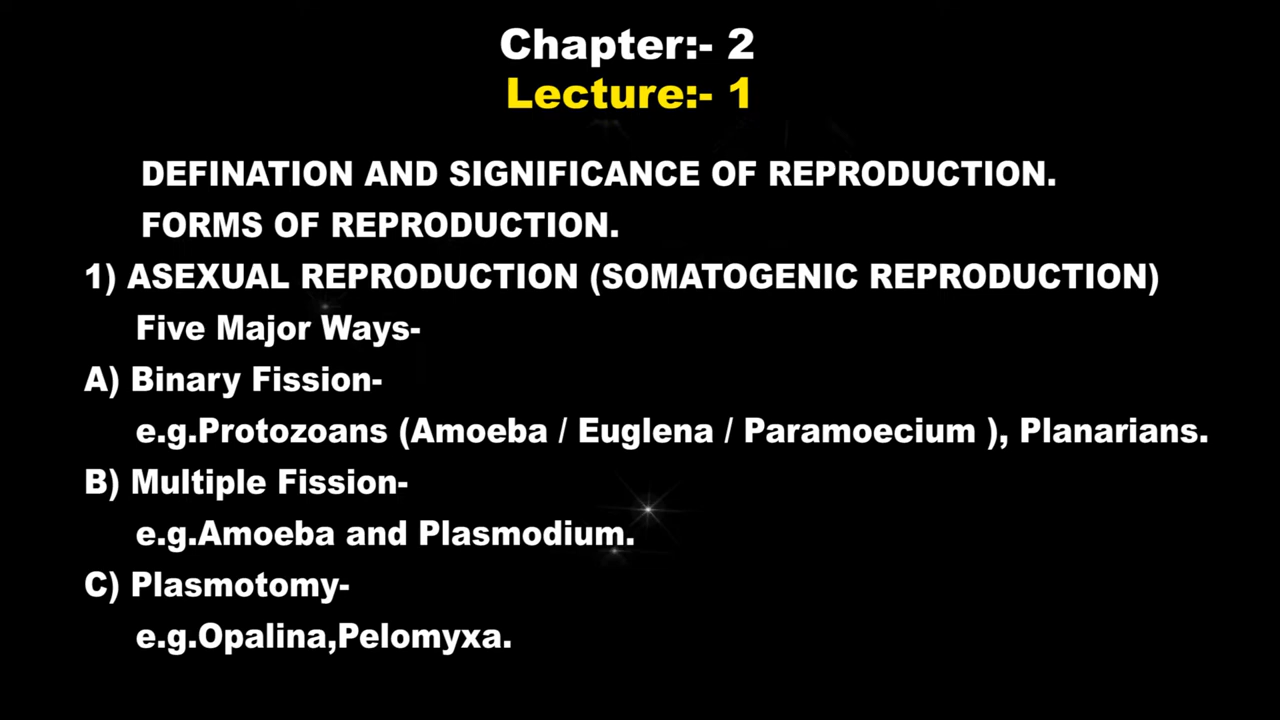 Chapter:- 2
Lecture:- 1
DEFINATION AND SIGNIFICANCE OF REPRODUCTION.
FORMS OF REPRODUCTION.
1) ASEXUAL REPRODUCTION (SOMATOGENIC REPRODUCTION)
Five Major Ways-
A) Binary Fission-
e.g.Protozoans (Amoeba / Euglena / Paramoecium ), Planarians.
B) Multiple Fission-
e.g.Amoeba and Plasmodium.
C) Plasmotomy-
e.g.Opalina,Pelomyxa.